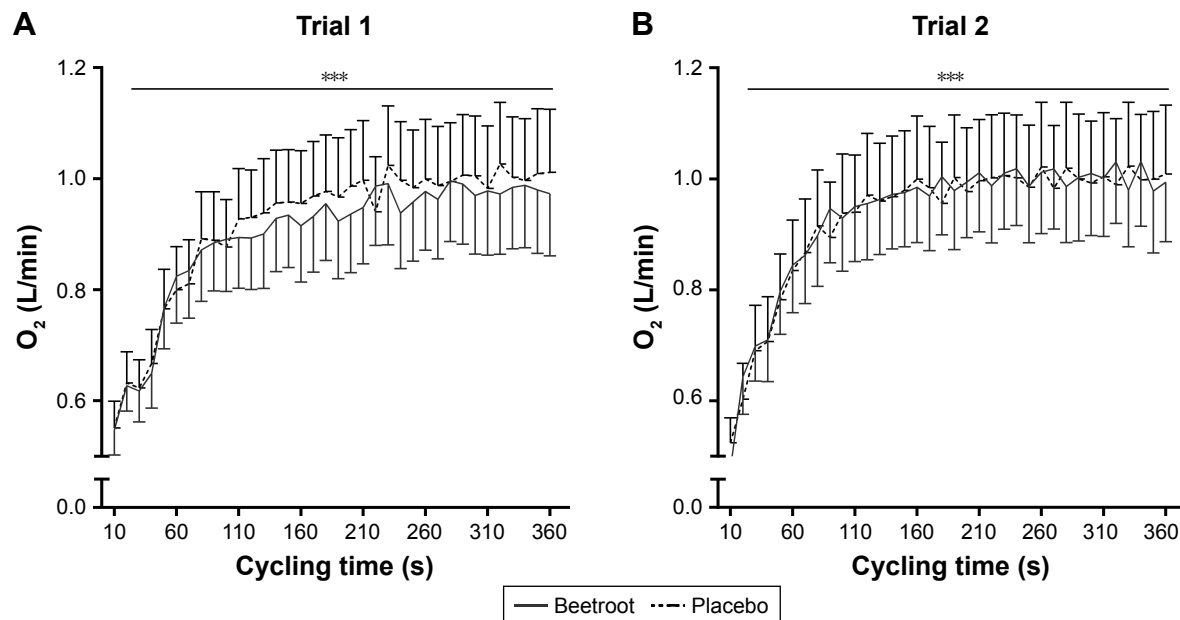 A
Trial 1
***
O₂ (L/min)
1.2
1.0
0.8
0.6
0.0
10 60 110 160 210 260 310 360
Cycling time (s)
B
Trial 2
***
O₂ (L/min)
1.2
1.0
0.8
0.6
0.0
10 60 110 160 210 260 310 360
Cycling time (s)
Beetroot Placebo